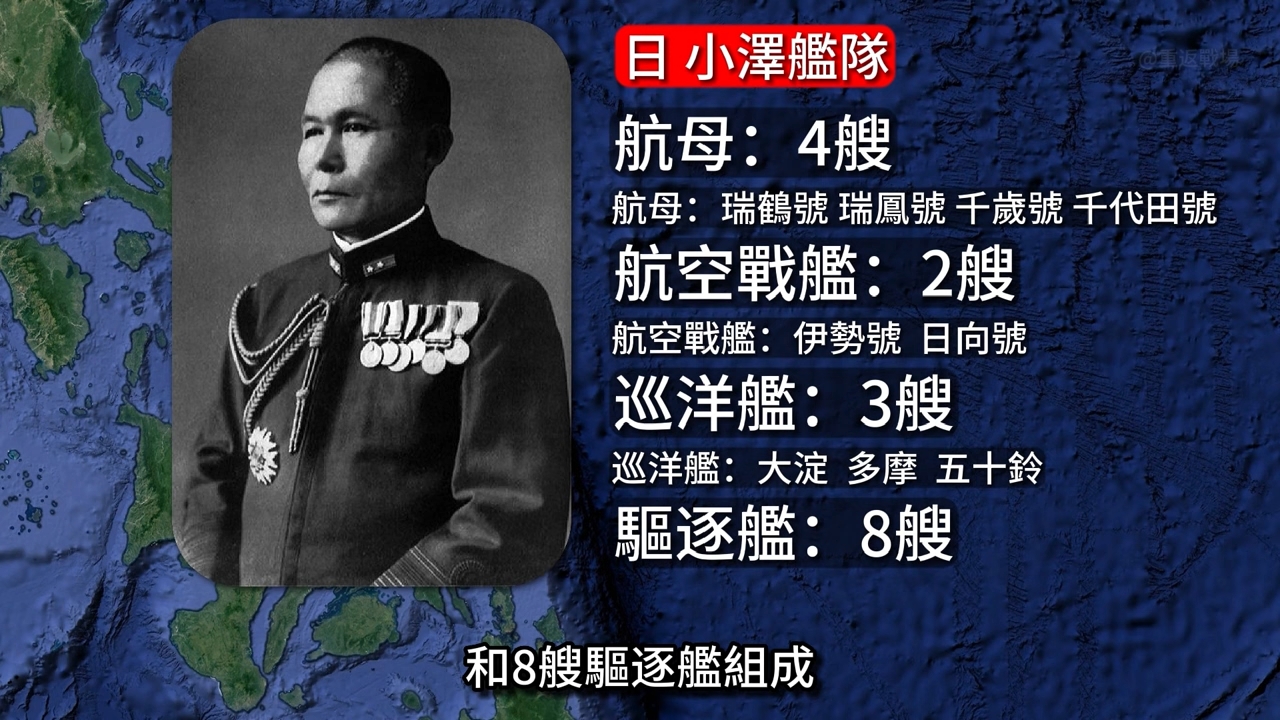 日 小澤艦隊
航母：4艘
航母：瑞鶴號 瑞鳳號 千歲號 千代田號
航空戰艦：2艘
航空戰艦：伊勢號 日向號
巡洋艦：3艘
巡洋艦：大淀 多摩 五十鈴
驅逐艦：8艘
和8艘驅逐艦組成